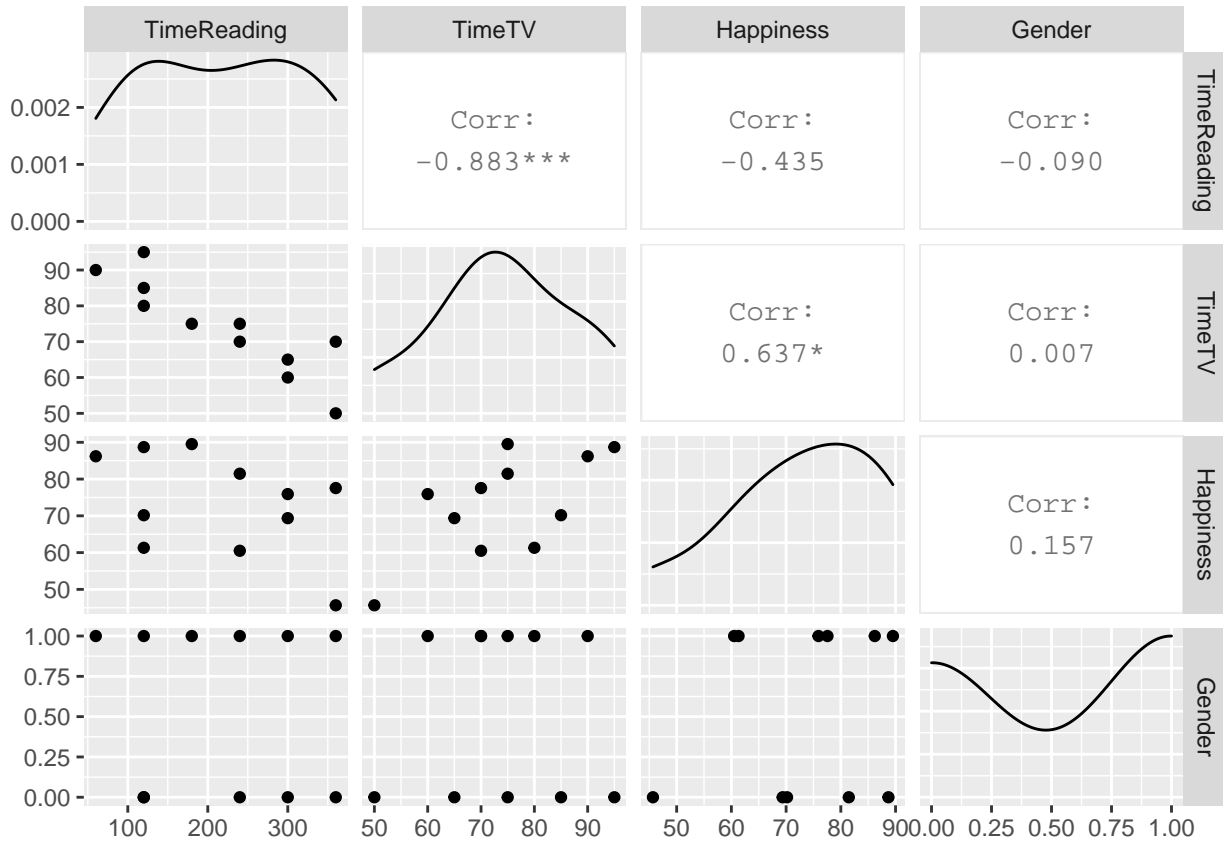 TimeReading TimeTV Happiness Gender
0.002
0.001
0.000
Corr:
-0.883***
Corr:
-0.435
Corr:
-0.090
TimeReading
90
80
70
60
50
Corr:
0.637*
Corr:
0.007
TimeTV
90
80
70
60
50
Corr:
0.157
Happiness
1.00
0.75
0.50
0.25
0.00
Gender
100 200 300 50 60 70 80 90 50 60 70 80 90 0.00 0.25 0.50 0.75 1.00